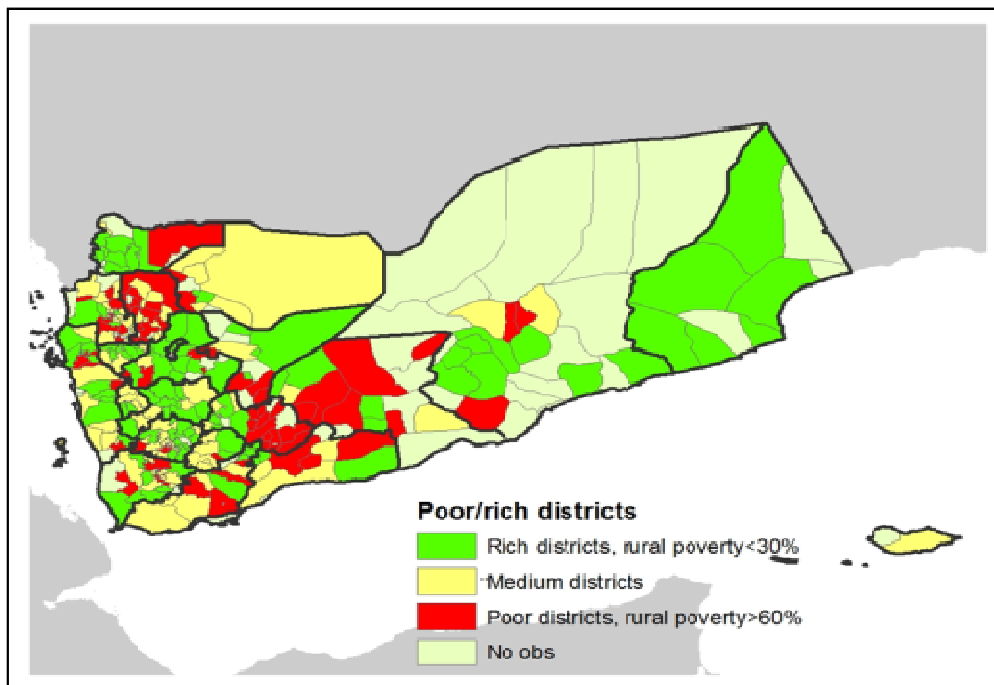 Poor/rich districts
Rich districts, rural poverty<30%
Medium districts
Poor districts, rural poverty>60%
No obs